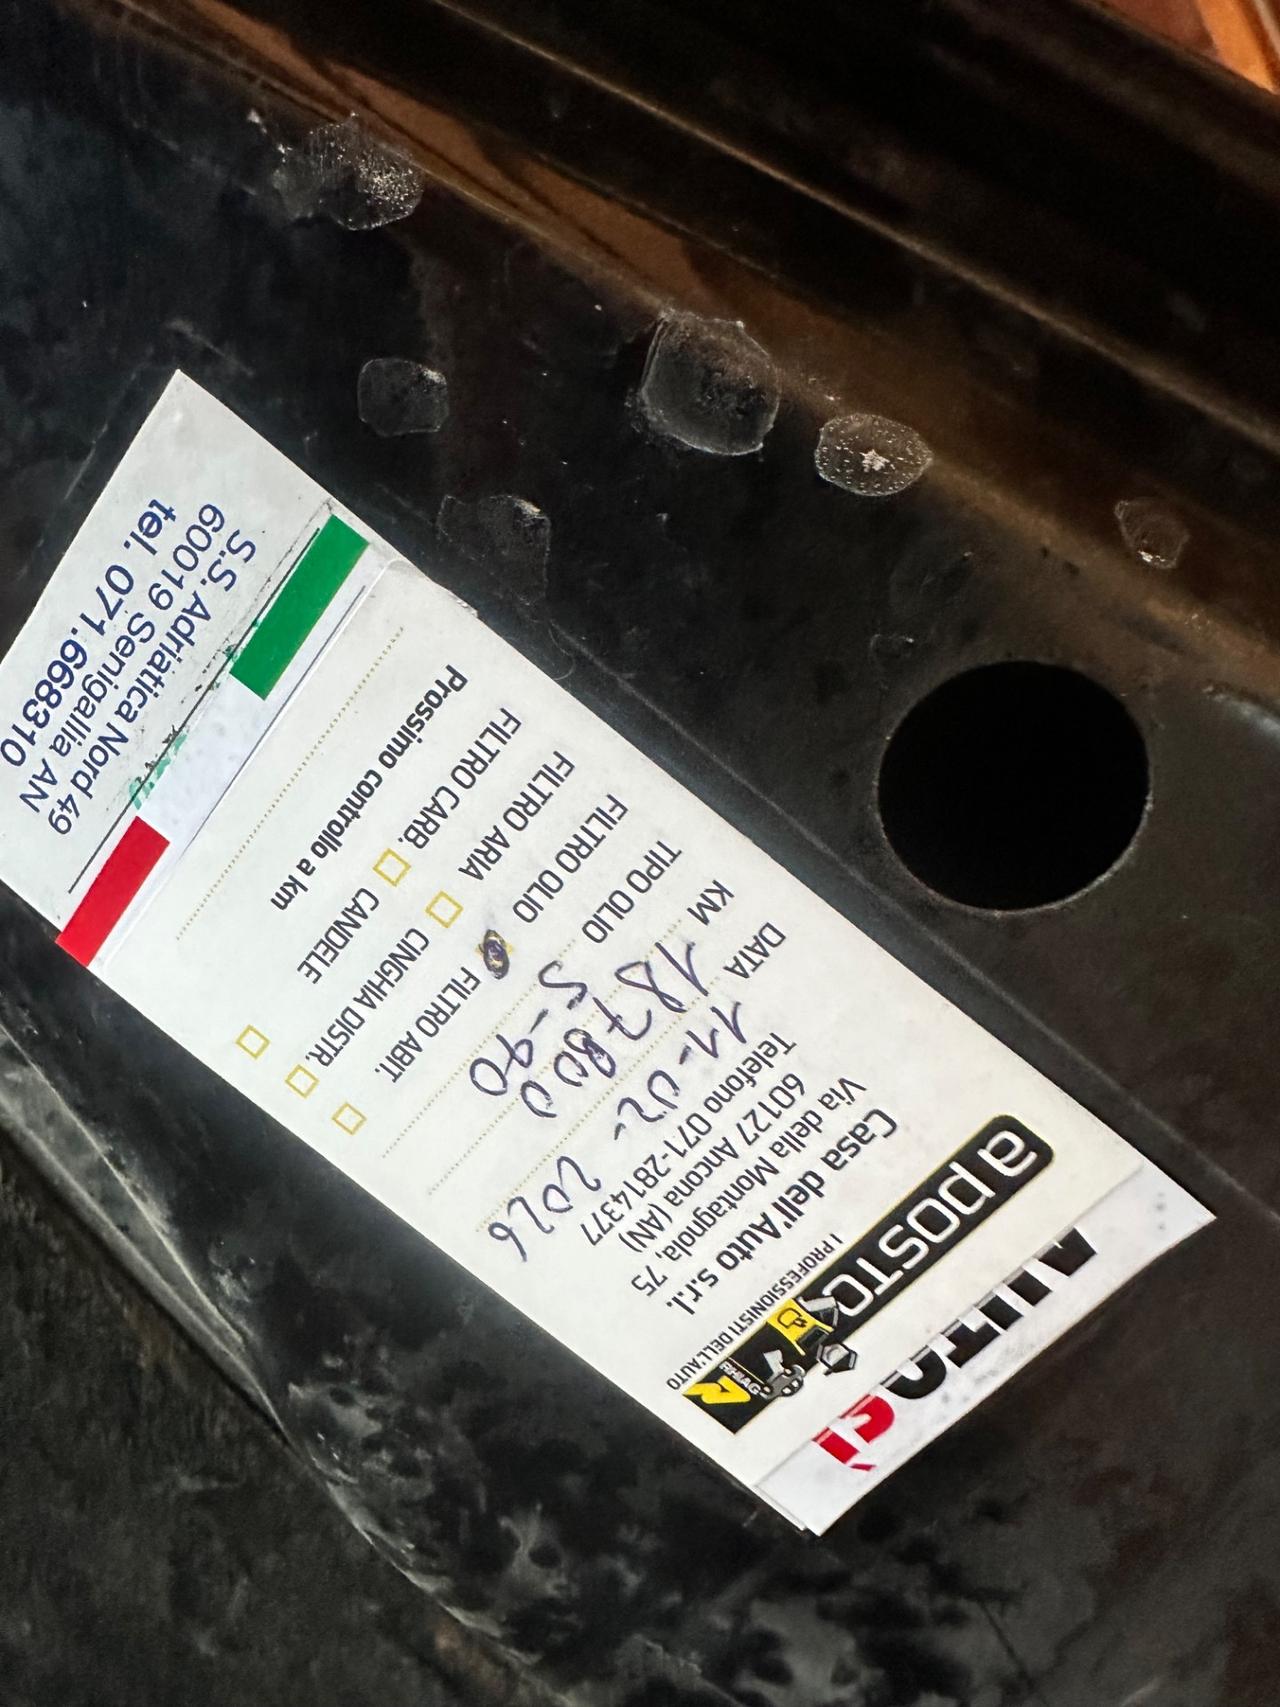 AUTOSÌ
a POSTO
RHIAG
I PROFESSIONISTI DELL'AUTO
Casa dell'Auto s.r.l.
Via della Montagnola, 75
60127 Ancona (AN)
Telefono 071-2814377
DATA 11-02-2026
KM 187800
TIPO OLIO 5-40
FILTRO OLIO FILTRO ABIT.
FILTRO ARIA CINGHIA DISTR.
FILTRO CARB. CANDELE
Prossimo controllo a km
S.S. Adriatica Nord 49
60019 Senigallia AN
tel. 071.668310